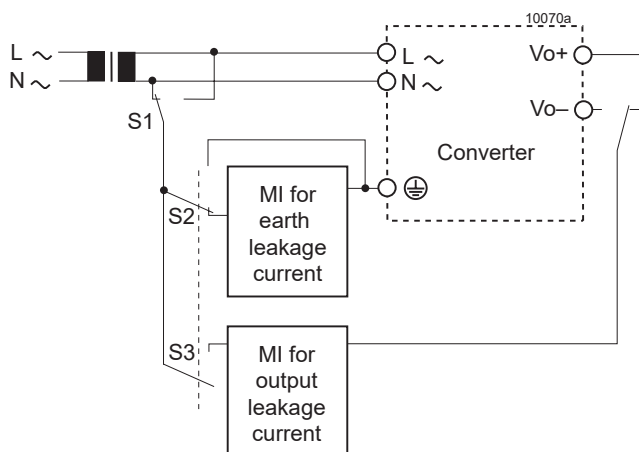 10070a
L ∼
L ∼
Vo+
N ∼
N ∼
Vo–
S1
Converter
MI for
earth
leakage
current
S2
S3
MI for
output
leakage
current